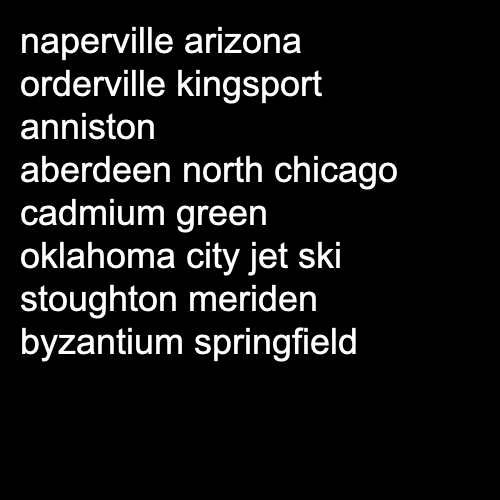 naperville arizona
orderville kingsport
anniston
aberdeen north chicago
cadmium green
oklahoma city jet ski
stoughton meriden
byzantium springfield